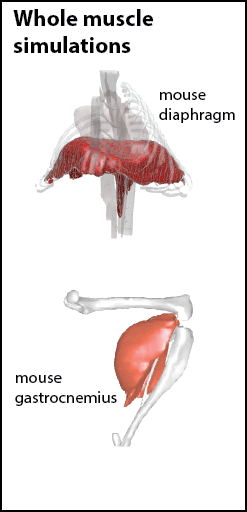 Whole muscle
simulations
mouse
diaphragm
mouse
gastrocnemius